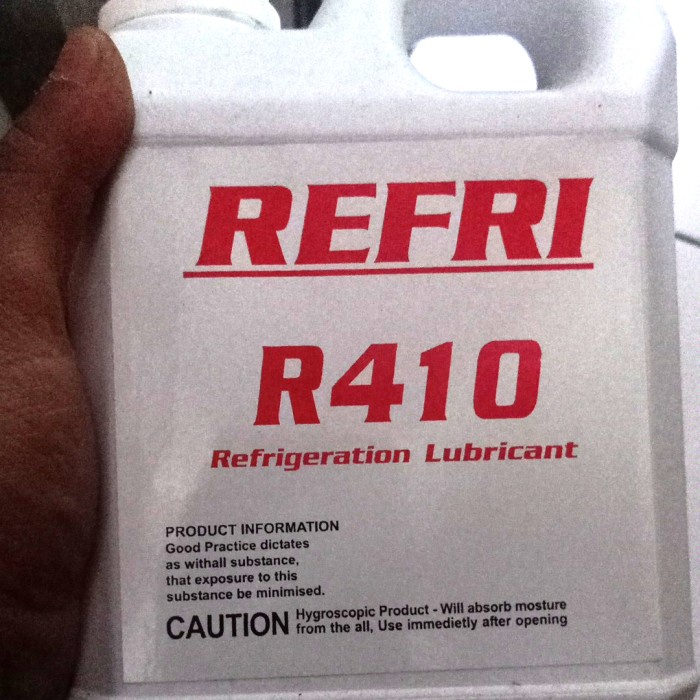 REFRI
R410
Refrigeration Lubricant
PRODUCT INFORMATION
Good Practice dictates
as withall substance,
that exposure to this
substance be minimised.
CAUTION Hygroscopic Product - Will absorb mosture
from the all, Use immedietly after opening